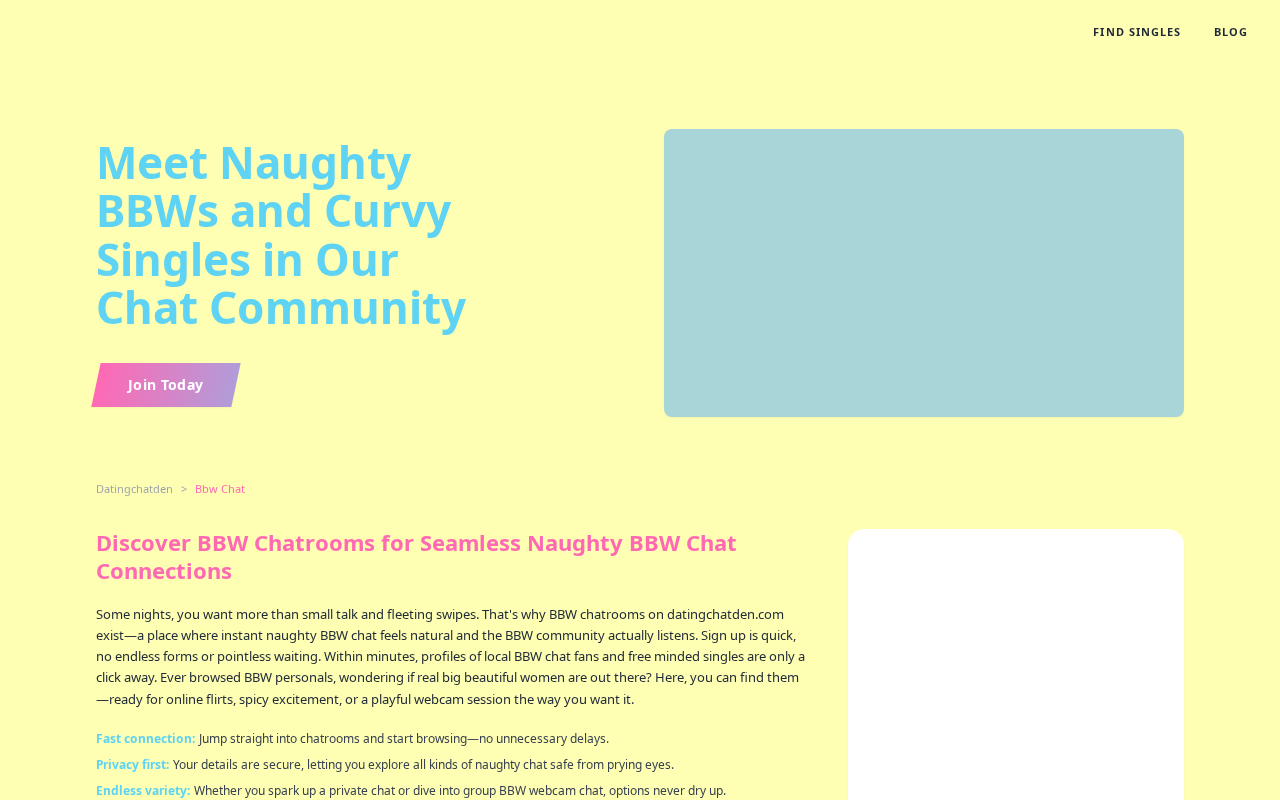 FIND SINGLES BLOG
Meet Naughty
BBWs and Curvy
Singles in Our
Chat Community
Join Today
Datingchatden > Bbw Chat
Discover BBW Chatrooms for Seamless Naughty BBW Chat
Connections
Some nights, you want more than small talk and fleeting swipes. That's why BBW chatrooms on datingchatden.com
exist—a place where instant naughty BBW chat feels natural and the BBW community actually listens. Sign up is quick,
no endless forms or pointless waiting. Within minutes, profiles of local BBW chat fans and free minded singles are only a
click away. Ever browsed BBW personals, wondering if real big beautiful women are out there? Here, you can find them
—ready for online flirts, spicy excitement, or a playful webcam session the way you want it.
Fast connection: Jump straight into chatrooms and start browsing—no unnecessary delays.
Privacy first: Your details are secure, letting you explore all kinds of naughty chat safe from prying eyes.
Endless variety: Whether you spark up a private chat or dive into group BBW webcam chat, options never dry up.